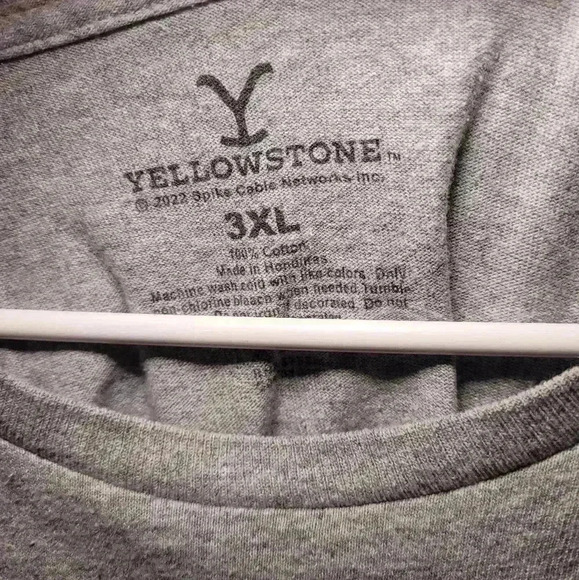 Y
YELLOWSTONE™
© 2022 Spike Cable Networks Inc.
3XL
100% Cotton
Made in Honduras
Machine wash cold with like colors. Only
non-chlorine bleach when needed. Tumble
decorated. Do not